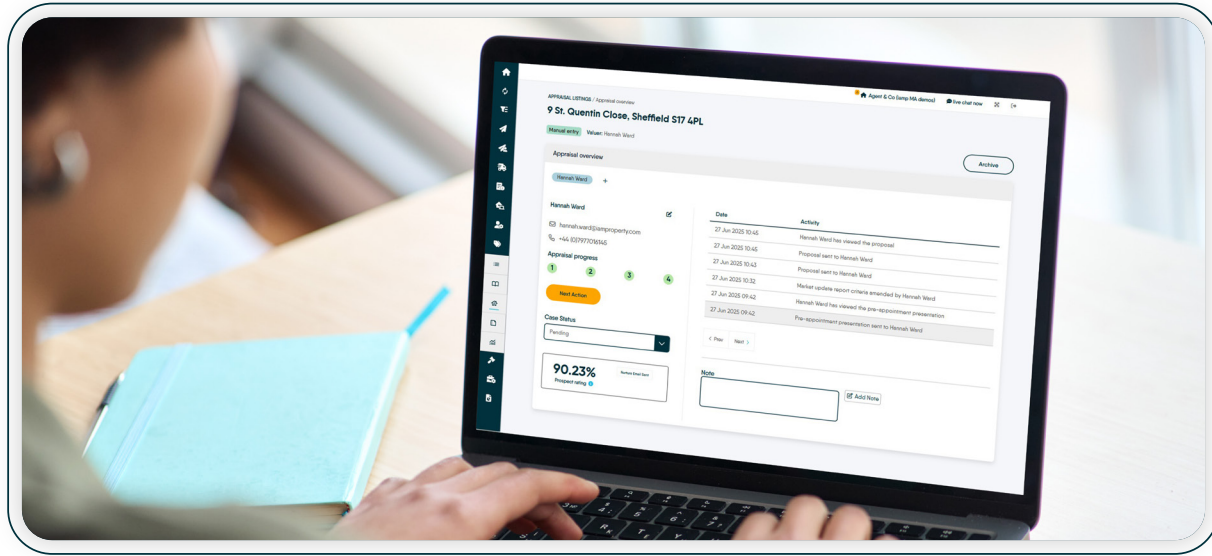 Agent & Co (iamp MA demos)
live chat now
APPRAISAL LISTINGS / Appraisal overview
9 St. Quentin Close, Sheffield S17 4PL
Manual entry Valuer: Hannah Ward
Archive
Appraisal overview
Hannah Ward +
Hannah Ward
hannah.ward@iamproperty.com
+44 (0)7977016145
Appraisal progress
1 2 3 4
Next Action
Case Status
Pending
90.23%
Prospect rating
Nurture Email Sent
Date Activity
27 Jun 2025 10:45 Hannah Ward has viewed the proposal
27 Jun 2025 10:45 Proposal sent to Hannah Ward
27 Jun 2025 10:43 Proposal sent to Hannah Ward
27 Jun 2025 10:32 Market update report criteria amended by Hannah Ward
27 Jun 2025 09:42 Hannah Ward has viewed the pre-appointment presentation
27 Jun 2025 09:42 Pre-appointment presentation sent to Hannah Ward
Prev Next
Note
Add Note